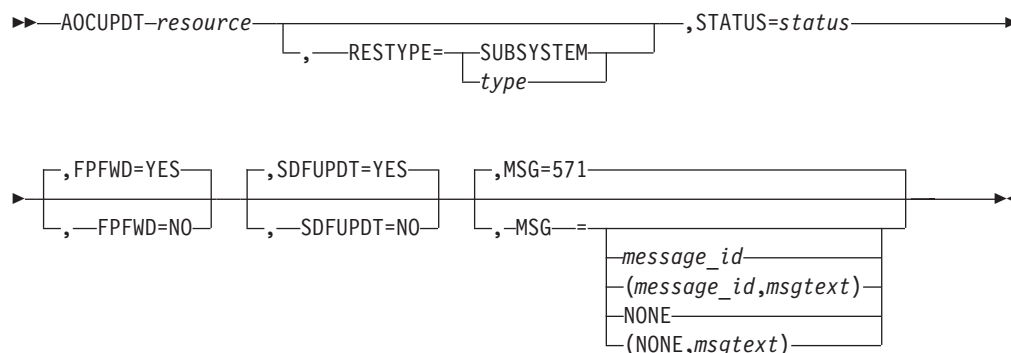 AOCUPDT resource ,STATUS=status
, RESTYPE= SUBSYSTEM
type
,FPFWD=YES ,SDFUPDT=YES ,MSG=571
, FPFWD=NO , SDFUPDT=NO , MSG =
message_id
(message_id,msgtext)
NONE
(NONE,msgtext)